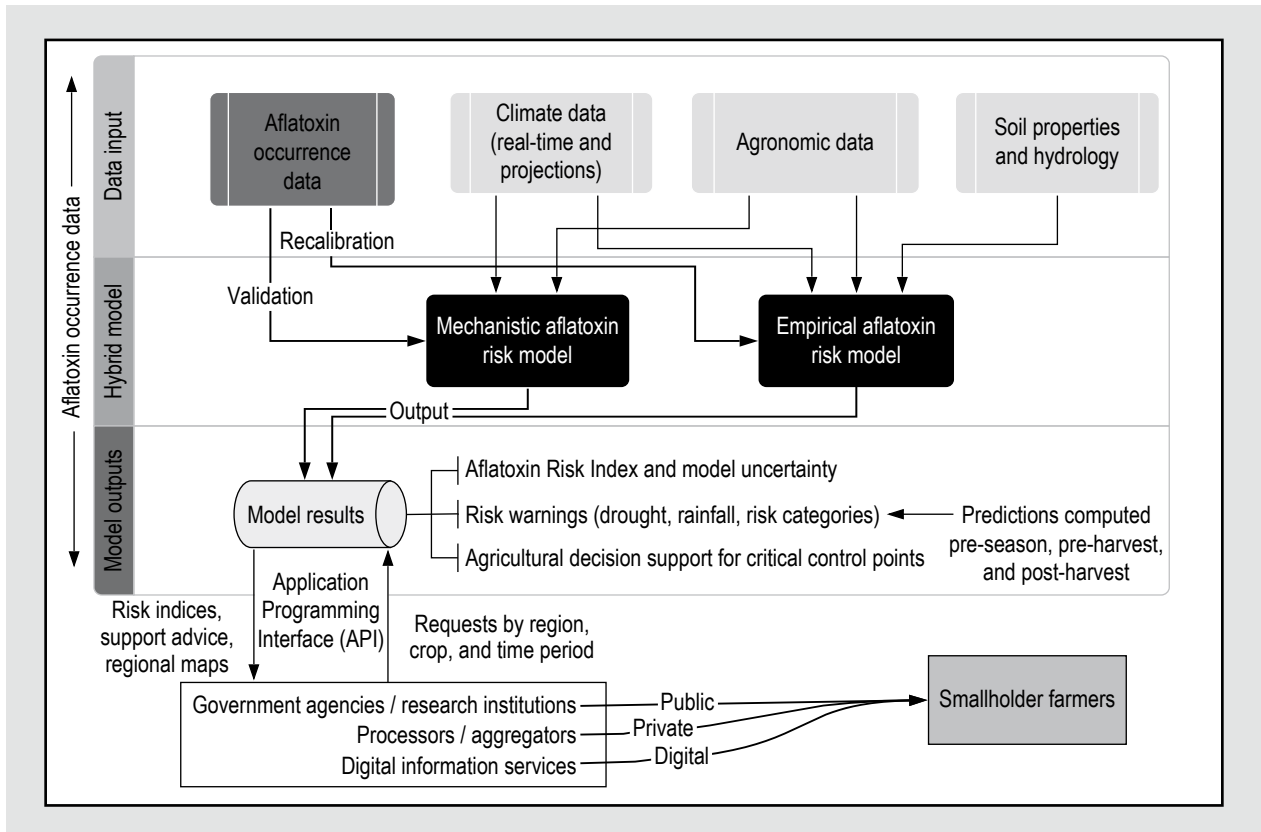 Aflatoxin occurrence data
Data input
Aflatoxin
occurrence
data
Climate data
(real-time and
projections)
Agronomic data
Soil properties
and hydrology
Recalibration
Validation
Hybrid model
Mechanistic aflatoxin
risk model
Empirical aflatoxin
risk model
Output
Model outputs
Model results
Aflatoxin Risk Index and model uncertainty
Risk warnings (drought, rainfall, risk categories)
Agricultural decision support for critical control points
Predictions computed
pre-season, pre-harvest,
and post-harvest
Risk indices,
support advice,
regional maps
Application
Programming
Interface (API)
Requests by region,
crop, and time period
Government agencies / research institutions
Processors / aggregators
Digital information services
Public
Private
Digital
Smallholder farmers